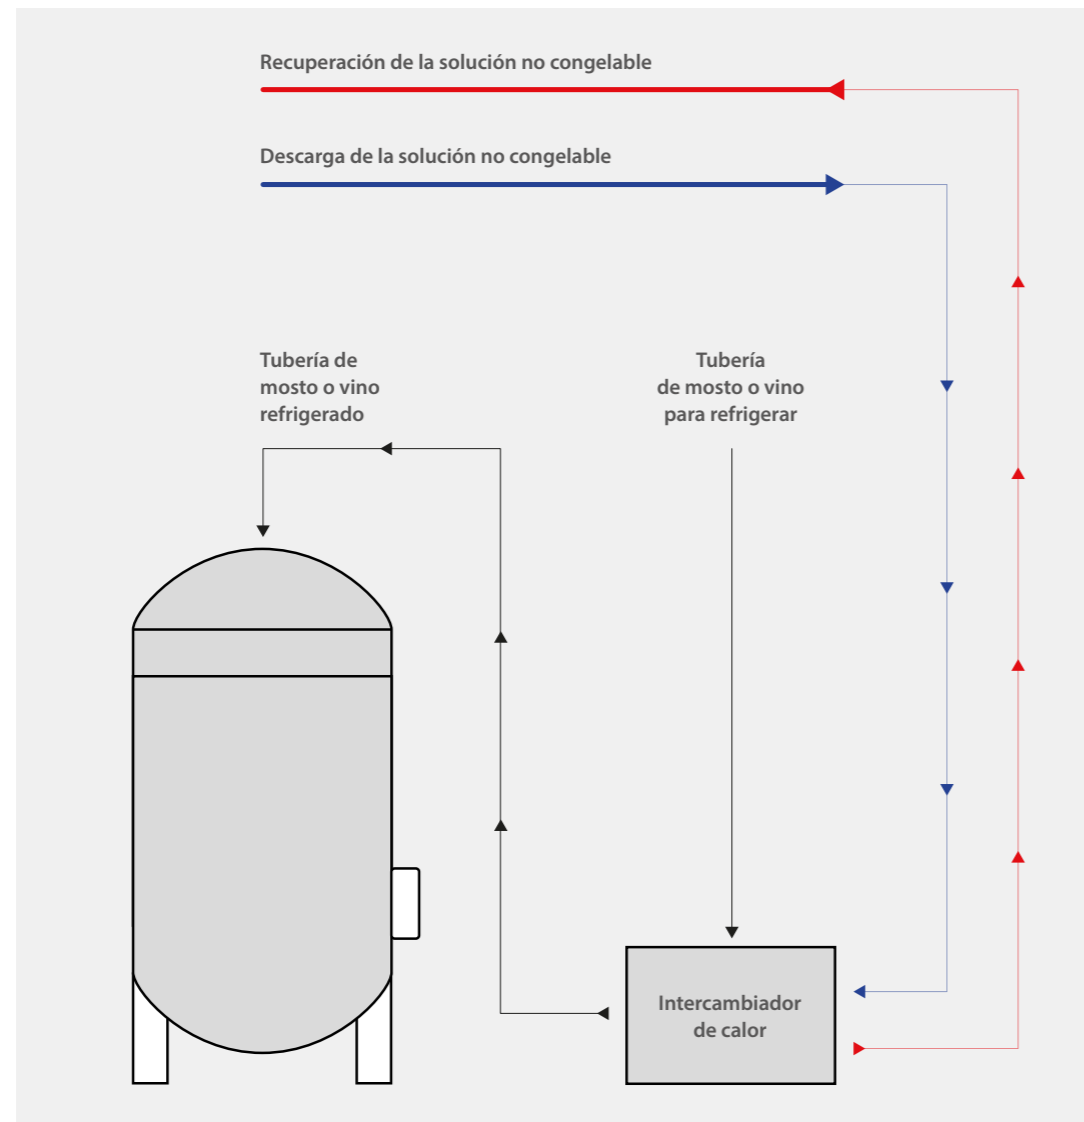 Recuperación de la solución no congelable
Descarga de la solución no congelable
Tubería de
mosto o vino
refrigerado
Tubería
de mosto o vino
para refrigerar
Intercambiador
de calor